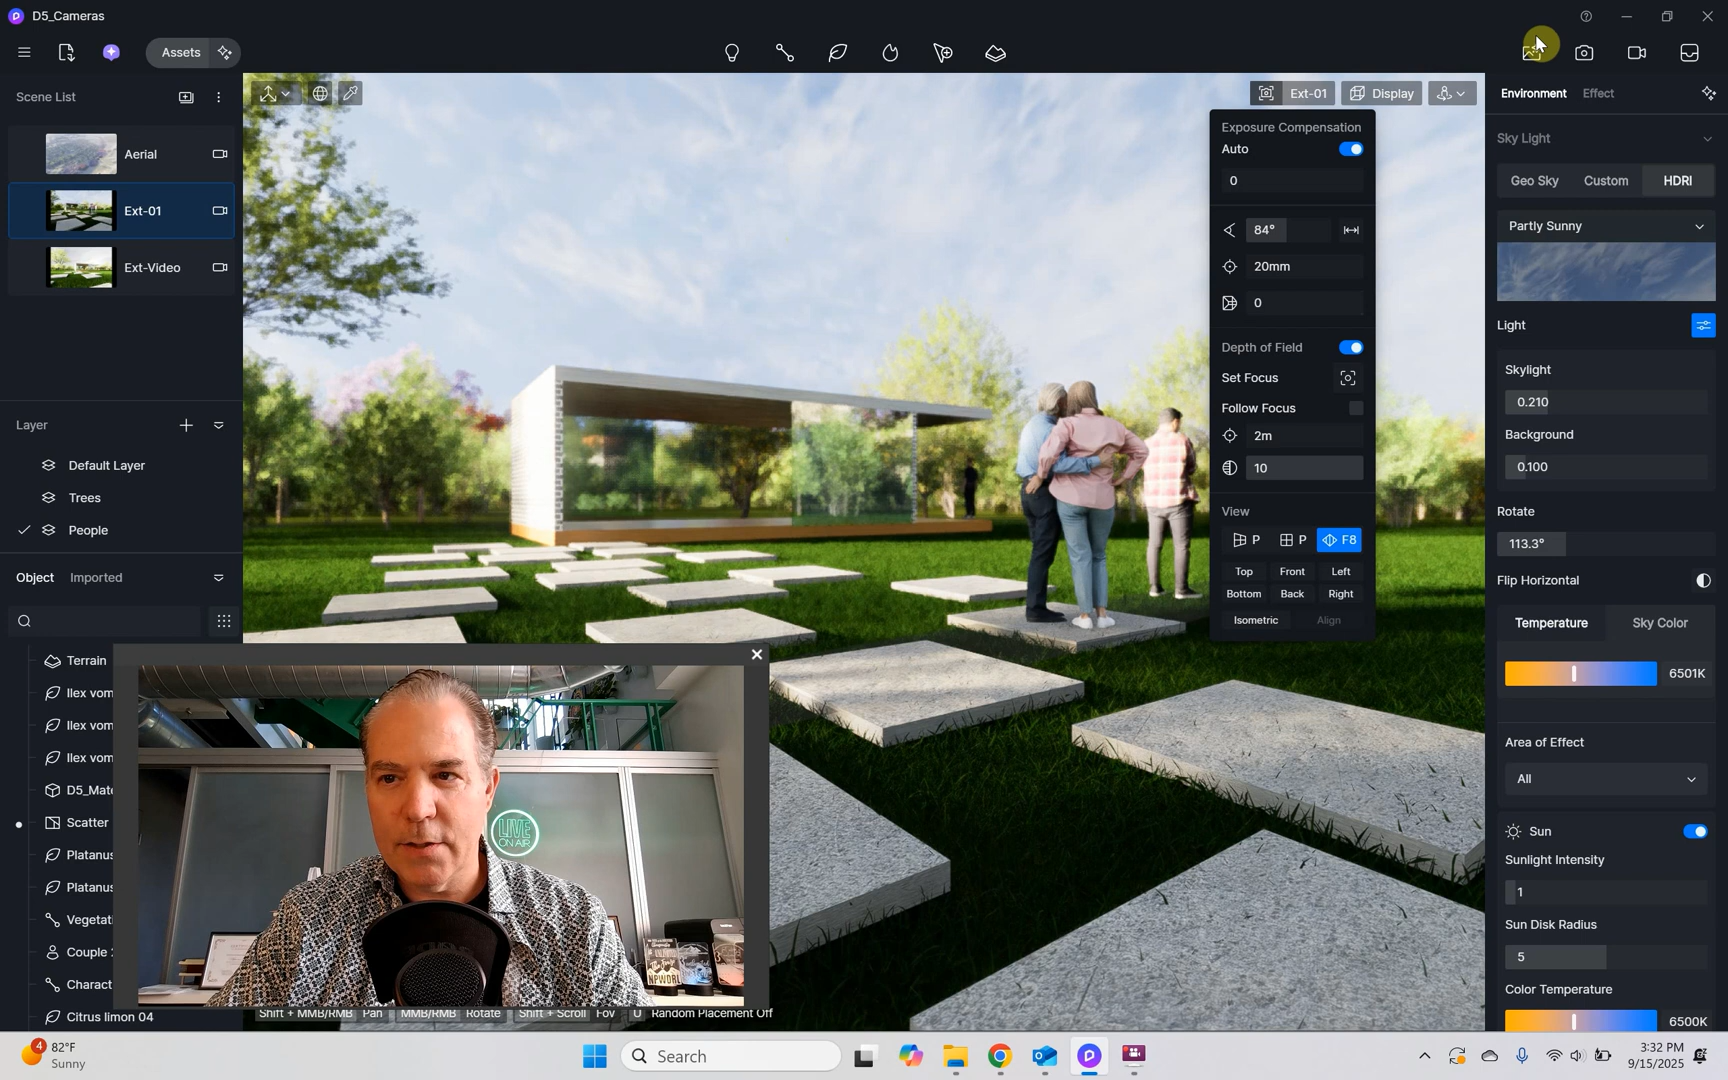 D5_Cameras
Assets
Scene List
Aerial
Ext-01
Ext-Video
Layer
Default Layer
Trees
People
Object Imported
Terrain
Ilex vom
Ilex vom
Ilex vom
D5_Mate
Scatter
Platanus
Platanus
Vegetat
Couple
Charact
Citrus limon 04
Ext-01
Display
Exposure Compensation
Auto
0
84°
20mm
0
Depth of Field
Set Focus
Follow Focus
2m
10
View
P P F8
Top Front Left
Bottom Back Right
Isometric Align
LIVE
ON AIR
Shift + MMB/RMB Pan MMB/RMB Rotate Shift + Scroll Fov U Random Placement Off
Environment Effect
Sky Light
Geo Sky Custom HDRI
Partly Sunny
Light
Skylight
0.210
Background
0.100
Rotate
113.3°
Flip Horizontal
Temperature Sky Color
6501K
Area of Effect
All
Sun
Sunlight Intensity
1
Sun Disk Radius
5
Color Temperature
6500K
4
82°F
Sunny
Search
3:32 PM
9/15/2025